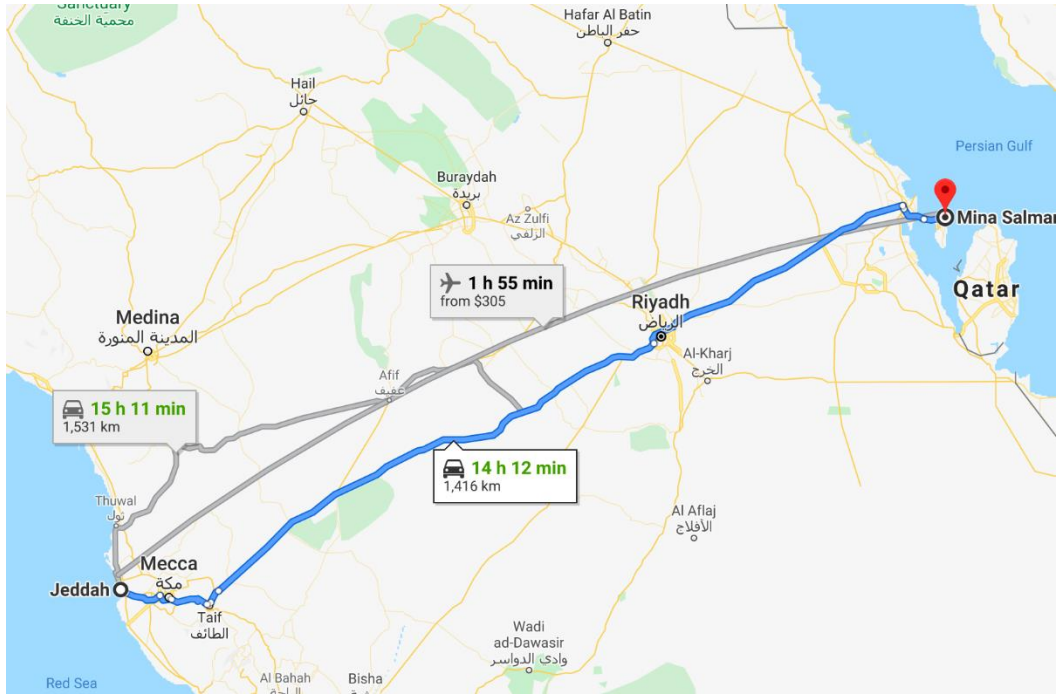 Sanctuary
محمية الخنفة
Hafar Al Batin
حفر الباطن
Hail
حائل
Persian Gulf
Buraydah
بريدة
Az Zulfi
الزلفي
Mina Salman
1 h 55 min
from $305
Qatar
Riyadh
الرياض
Medina
المدينة المنورة
Al-Kharj
الخرج
Afif
عفيف
15 h 11 min
1,531 km
14 h 12 min
1,416 km
Thuwal
ثول
Al Aflaj
الأفلاج
Mecca
مكة
Jeddah
Taif
الطائف
Wadi
ad-Dawasir
وادي الدواسر
Al Bahah
Bisha
Red Sea